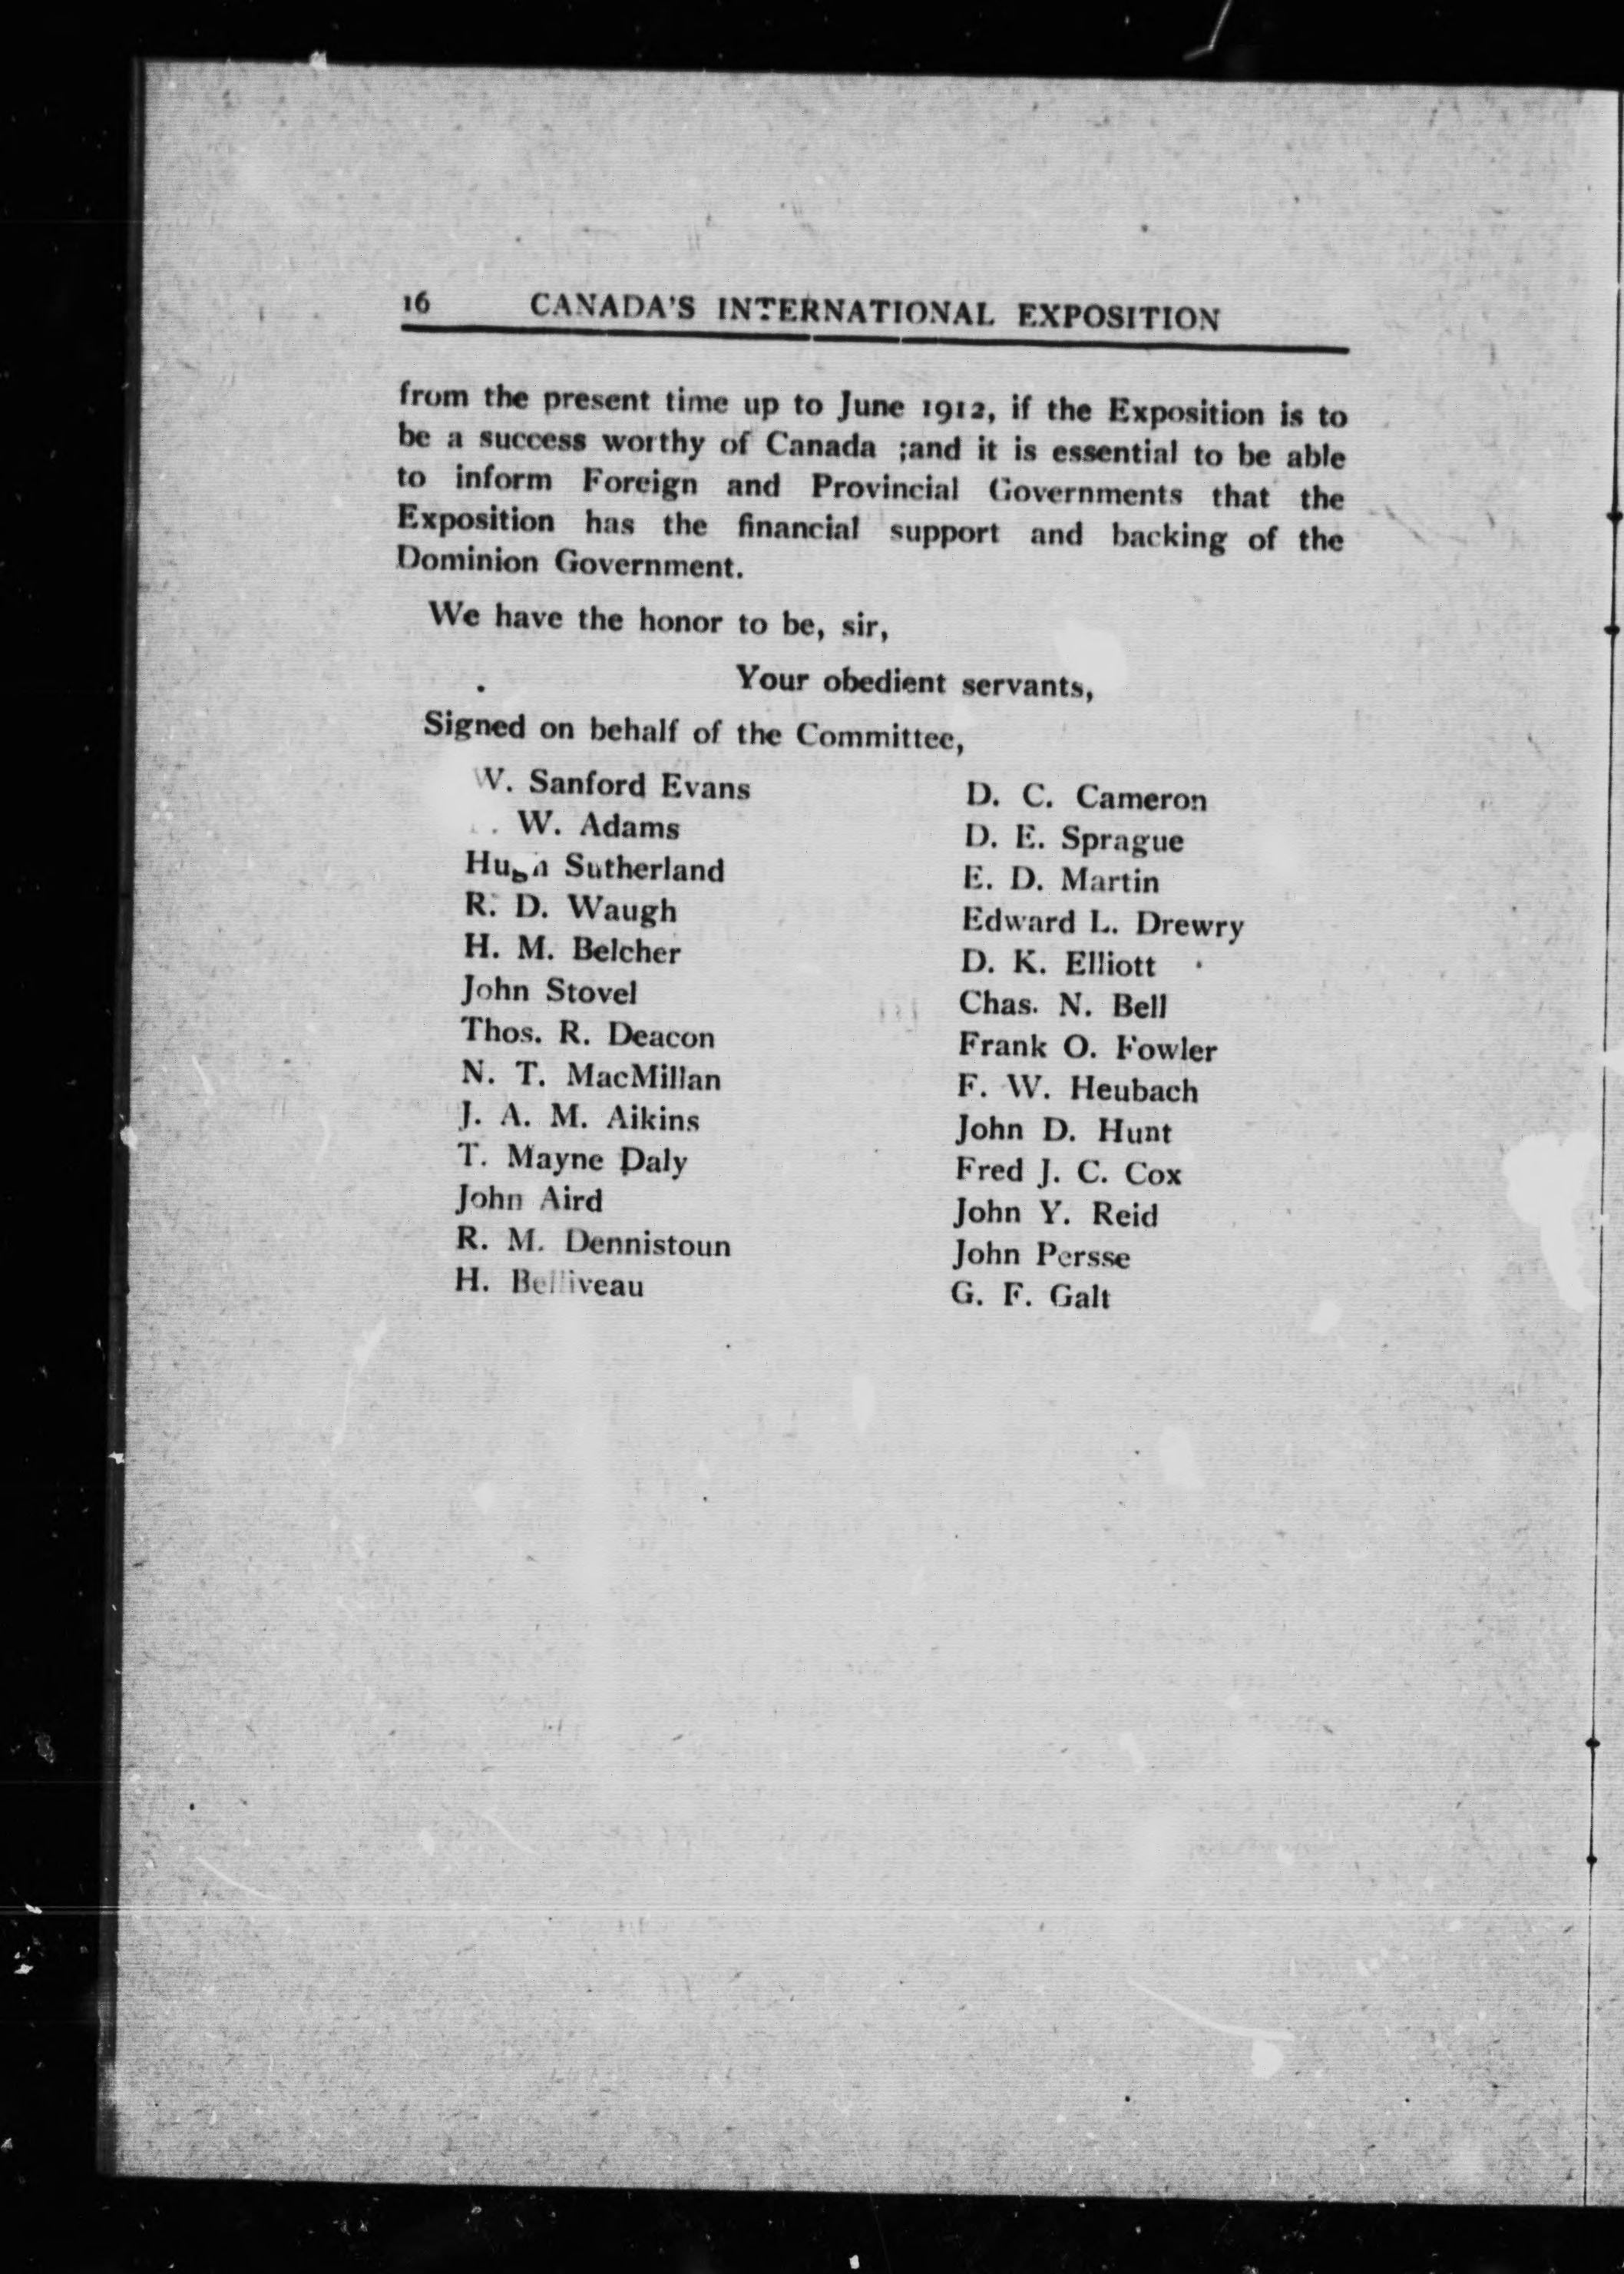 16 CANADA'S INTERNATIONAL EXPOSITION
from the present time up to June 1912, if the Exposition is to
be a success worthy of Canada ;and it is essential to be able
to inform Foreign and Provincial Governments that the
Exposition has the financial support and backing of the
Dominion Government.
We have the honor to be, sir,
Your obedient servants,
Signed on behalf of the Committee,
W. Sanford Evans
W. Adams
Hugh Sutherland
R. D. Waugh
H. M. Belcher
John Stovel
Thos. R. Deacon
N. T. MacMillan
J. A. M. Aikins
T. Mayne Daly
John Aird
R. M. Dennistoun
H. Belliveau
D. C. Cameron
D. E. Sprague
E. D. Martin
Edward L. Drewry
D. K. Elliott
Chas. N. Bell
Frank O. Fowler
F. W. Heubach
John D. Hunt
Fred J. C. Cox
John Y. Reid
John Persse
G. F. Galt